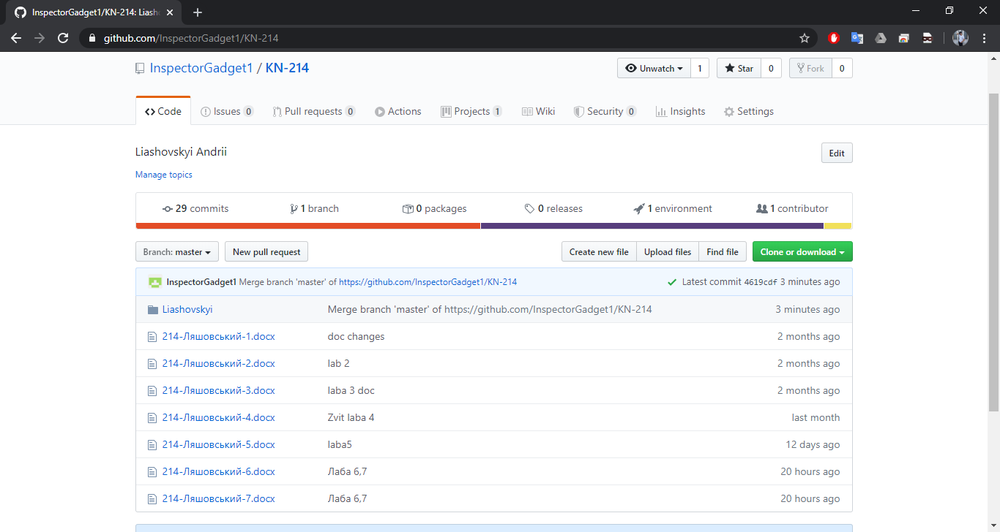 InspectorGadget1/KN-214: Liash
github.com/InspectorGadget1/KN-214
InspectorGadget1 / KN-214
Unwatch 1 Star 0 Fork 0
Code Issues 0 Pull requests 0 Actions Projects 1 Wiki Security 0 Insights Settings
Liashovskyi Andrii
Edit
Manage topics
29 commits 1 branch 0 packages 0 releases 1 environment 1 contributor
Branch: master New pull request Create new file Upload files Find file Clone or download
InspectorGadget1 Merge branch 'master' of https://github.com/InspectorGadget1/KN-214 Latest commit 4619cdf 3 minutes ago
Liashovskyi Merge branch 'master' of https://github.com/InspectorGadget1/KN-214 3 minutes ago
214-Ляшовський-1.docx doc changes 2 months ago
214-Ляшовський-2.docx lab 2 2 months ago
214-Ляшовський-3.docx laba 3 doc 2 months ago
214-Ляшовський-4.docx Zvit laba 4 last month
214-Ляшовський-5.docx laba5 12 days ago
214-Ляшовський-6.docx Лаба 6,7 20 hours ago
214-Ляшовський-7.docx Лаба 6,7 20 hours ago